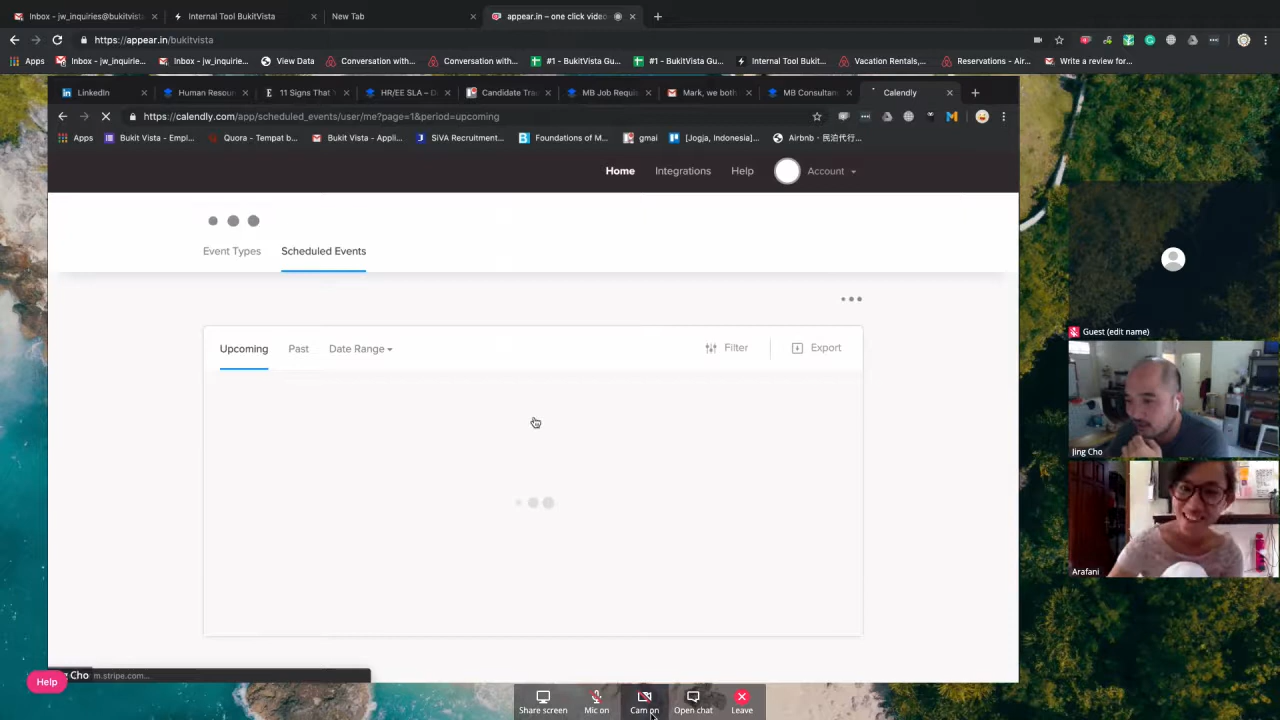 Inbox - jw_inquiries@bukitvist
Internal Tool BukitVista
New Tab
appear.in – one click video
https://appear.in/bukitvista
Apps
Inbox - jw_inquirie...
Inbox - jw_inquirie...
View Data
Conversation with...
Conversation with...
#1 - BukitVista Gu...
#1 - BukitVista Gu...
Internal Tool Bukit...
Vacation Rentals,...
Reservations - Air...
Write a review for...
LinkedIn
Human Resour
11 Signs That Y
HR/EE SLA – D
Candidate Trac
MB Job Requis
Mark, we both
MB Consultan
Calendly
https://calendly.com/app/scheduled_events/user/me?page=1&period=upcoming
Apps
Bukit Vista - Empl...
Quora - Tempat b...
Bukit Vista - Appli...
SiVA Recruitment...
Foundations of M...
gmai
[Jogja, Indonesia]...
Airbnb - 民泊代行...
Home
Integrations
Help
Account
Event Types
Scheduled Events
Upcoming
Past
Date Range
Filter
Export
Guest (edit name)
Jing Cho
Arafani
Cho
m.stripe.com...
Help
Share screen
Mic on
Cam on
Open chat
Leave